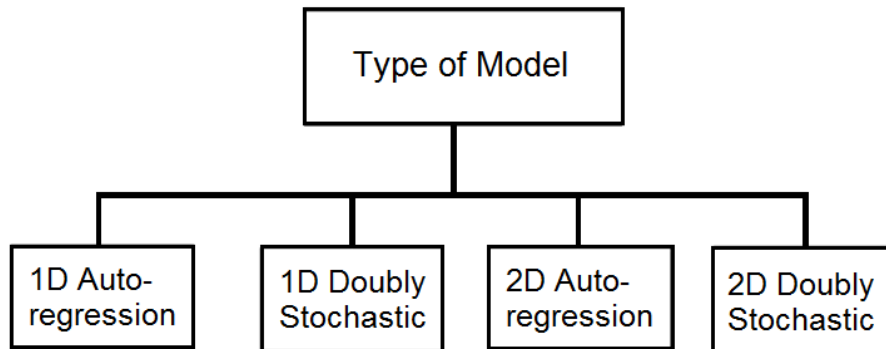 Type of Model
1D Auto-
regression
1D Doubly
Stochastic
2D Auto-
regression
2D Doubly
Stochastic